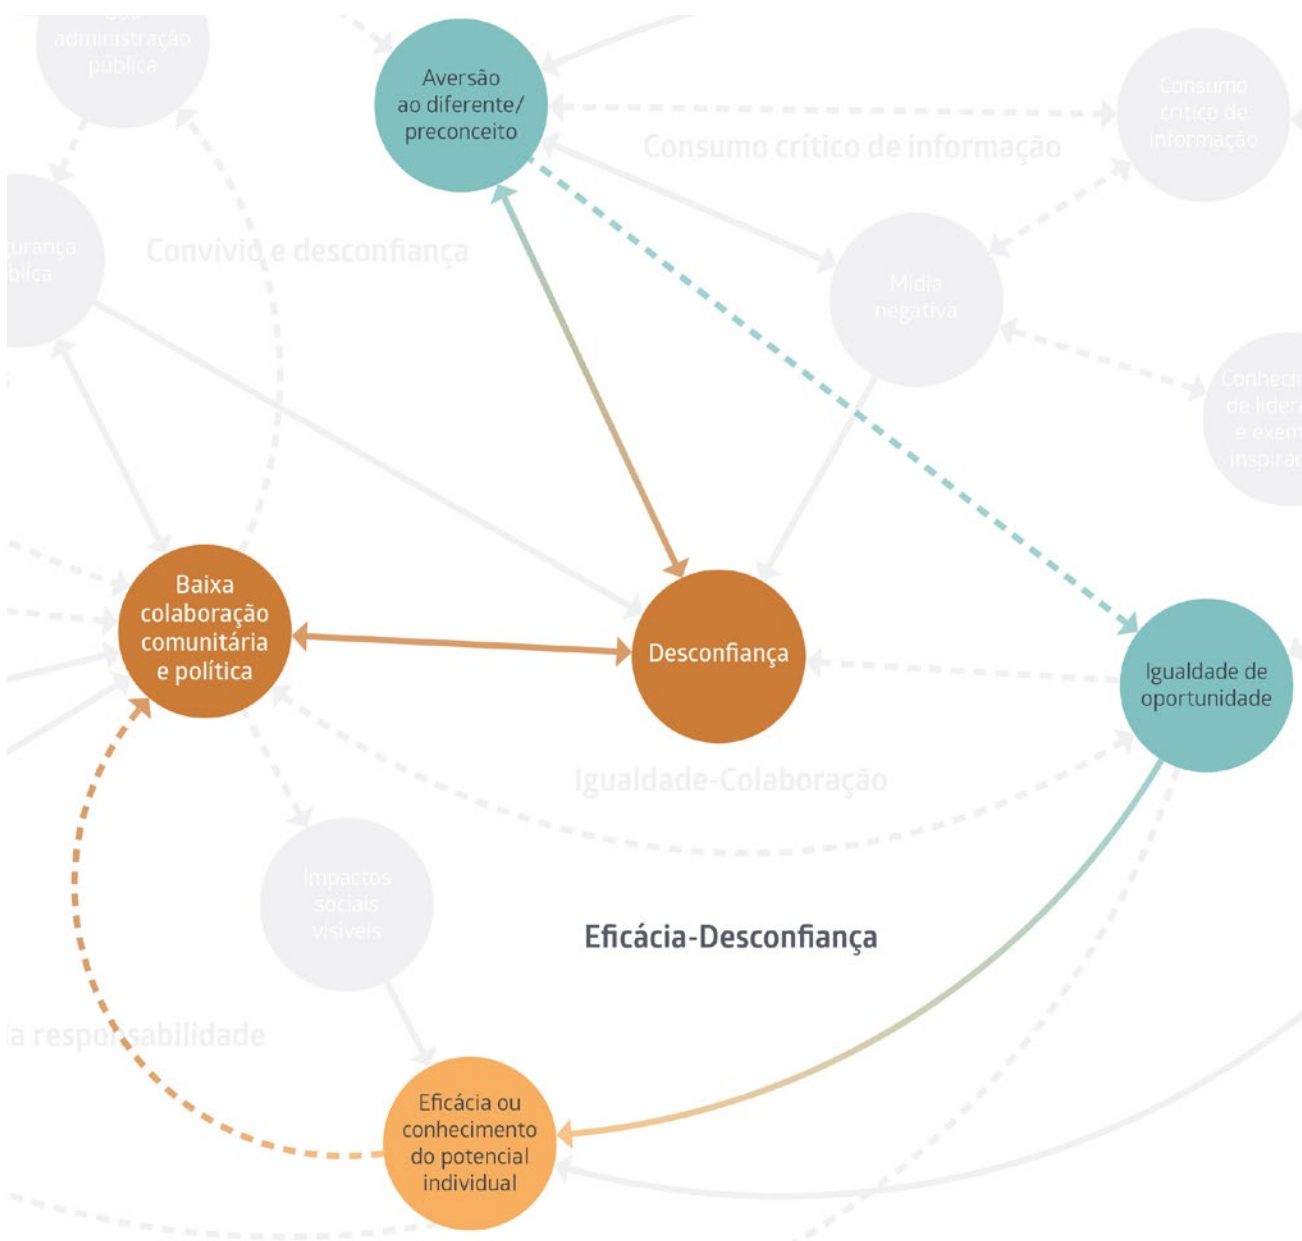 administração
pública
Aversão
ao diferente/
preconceito
Consumo
crítico de
informação
Consumo crítico de informação
Convívio e desconfiança
Mídia
negativa
Baixa
colaboração
comunitária
e política
Desconfiança
Igualdade de
oportunidade
Igualdade-Colaboração
Impactos
sociais
visíveis
Eficácia-Desconfiança
a responsabilidade
Eficácia ou
conhecimento
do potencial
individual